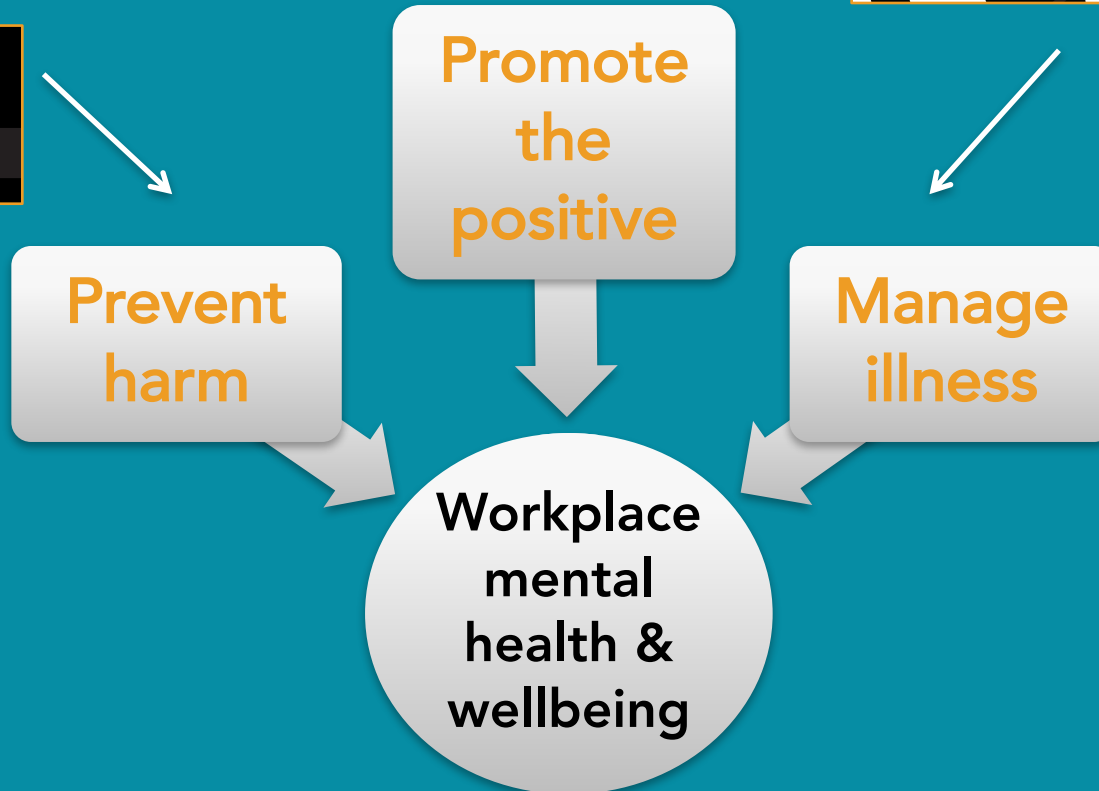 Promote
the
positive
Prevent
harm
Manage
illness
Workplace
mental
health &
wellbeing